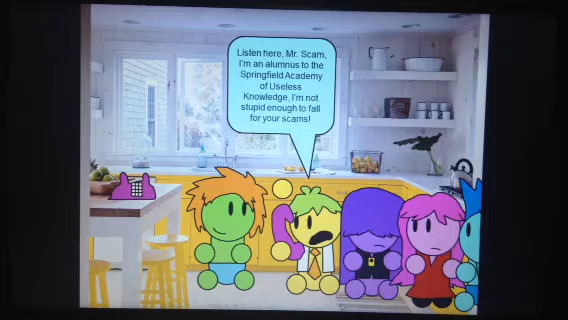 Listen here, Mr. Scam,
I'm an alumnus to the
Springfield Academy
of Useless
Knowledge, I'm not
stupid enough to fall
for your scams!